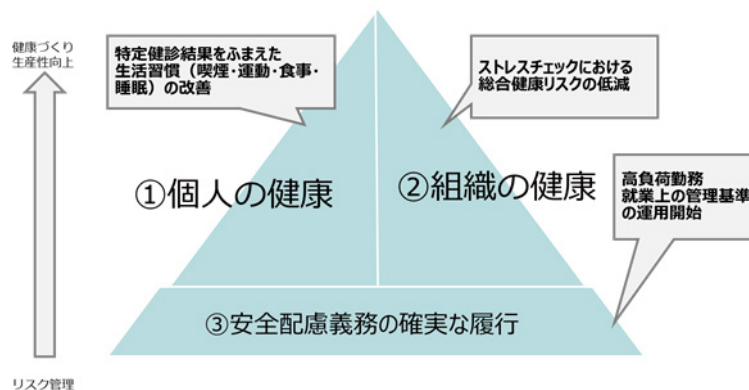 健康づくり
生産性向上
特定健診結果をふまえた
生活習慣（喫煙・運動・食事・
睡眠）の改善
ストレスチェックにおける
総合健康リスクの低減
①個人の健康
②組織の健康
高負荷勤務
就業上の管理基準
の運用開始
③安全配慮義務の確実な履行
リスク管理